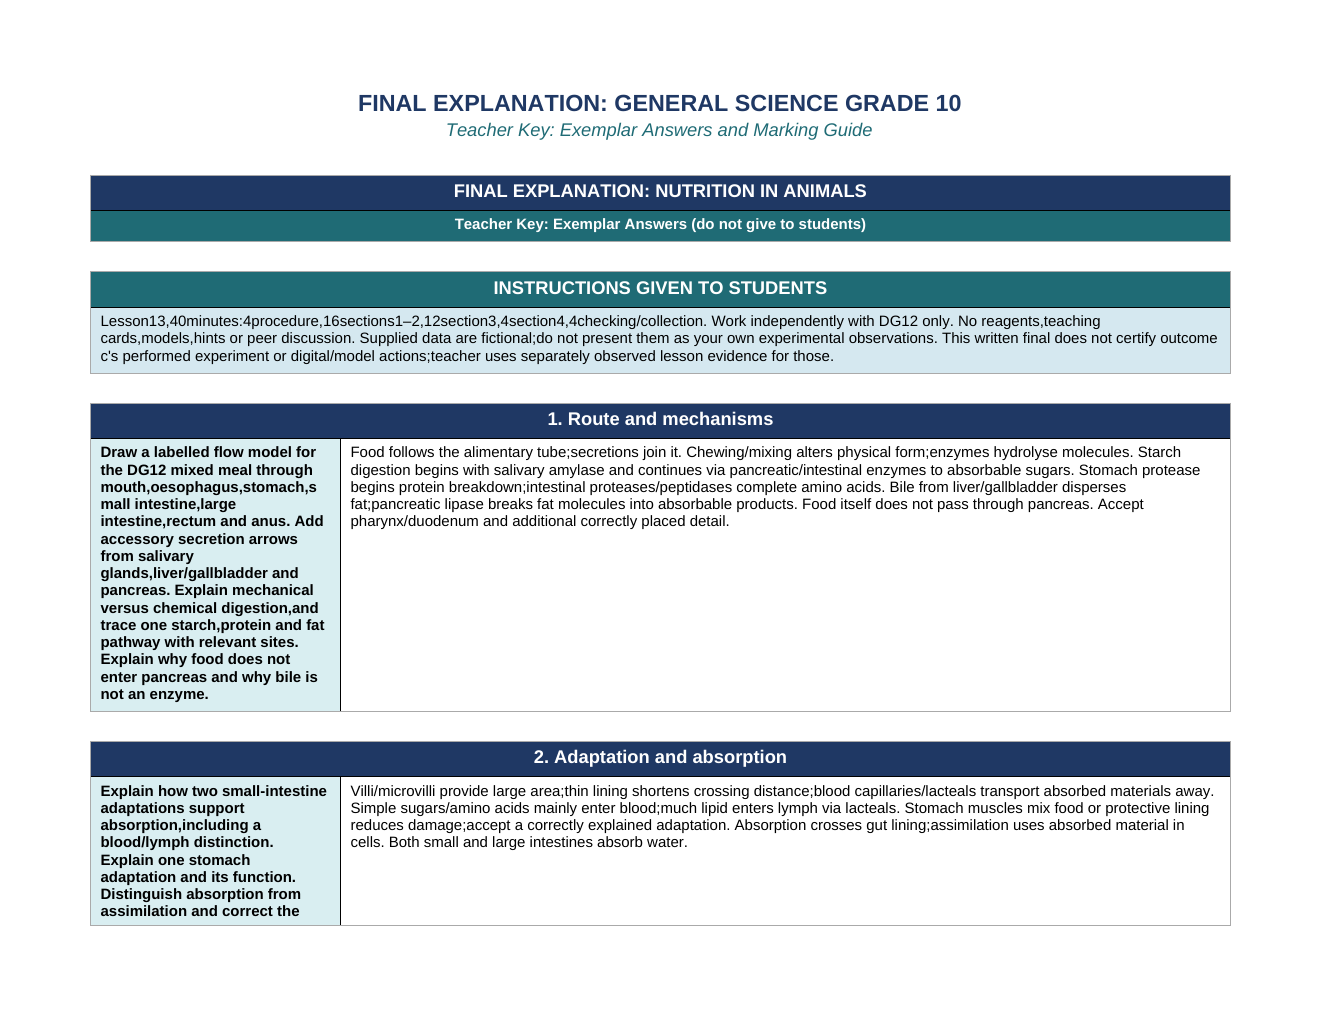 FINAL EXPLANATION: GENERAL SCIENCE GRADE 10
Teacher Key: Exemplar Answers and Marking Guide
FINAL EXPLANATION: NUTRITION IN ANIMALS
Teacher Key: Exemplar Answers (do not give to students)
INSTRUCTIONS GIVEN TO STUDENTS
Lesson13,40minutes:4procedure,16sections1–2,12section3,4section4,4checking/collection. Work independently with DG12 only. No reagents,teaching
cards,models,hints or peer discussion. Supplied data are fictional;do not present them as your own experimental observations. This written final does not certify outcome
c's performed experiment or digital/model actions;teacher uses separately observed lesson evidence for those.
1. Route and mechanisms
Draw a labelled flow model for
the DG12 mixed meal through
mouth,oesophagus,stomach,s
mall intestine,large
intestine,rectum and anus. Add
accessory secretion arrows
from salivary
glands,liver/gallbladder and
pancreas. Explain mechanical
versus chemical digestion,and
trace one starch,protein and fat
pathway with relevant sites.
Explain why food does not
enter pancreas and why bile is
not an enzyme.
Food follows the alimentary tube;secretions join it. Chewing/mixing alters physical form;enzymes hydrolyse molecules. Starch
digestion begins with salivary amylase and continues via pancreatic/intestinal enzymes to absorbable sugars. Stomach protease
begins protein breakdown;intestinal proteases/peptidases complete amino acids. Bile from liver/gallbladder disperses
fat;pancreatic lipase breaks fat molecules into absorbable products. Food itself does not pass through pancreas. Accept
pharynx/duodenum and additional correctly placed detail.
2. Adaptation and absorption
Explain how two small-intestine
adaptations support
absorption,including a
blood/lymph distinction.
Explain one stomach
adaptation and its function.
Distinguish absorption from
assimilation and correct the
Villi/microvilli provide large area;thin lining shortens crossing distance;blood capillaries/lacteals transport absorbed materials away.
Simple sugars/amino acids mainly enter blood;much lipid enters lymph via lacteals. Stomach muscles mix food or protective lining
reduces damage;accept a correctly explained adaptation. Absorption crosses gut lining;assimilation uses absorbed material in
cells. Both small and large intestines absorb water.